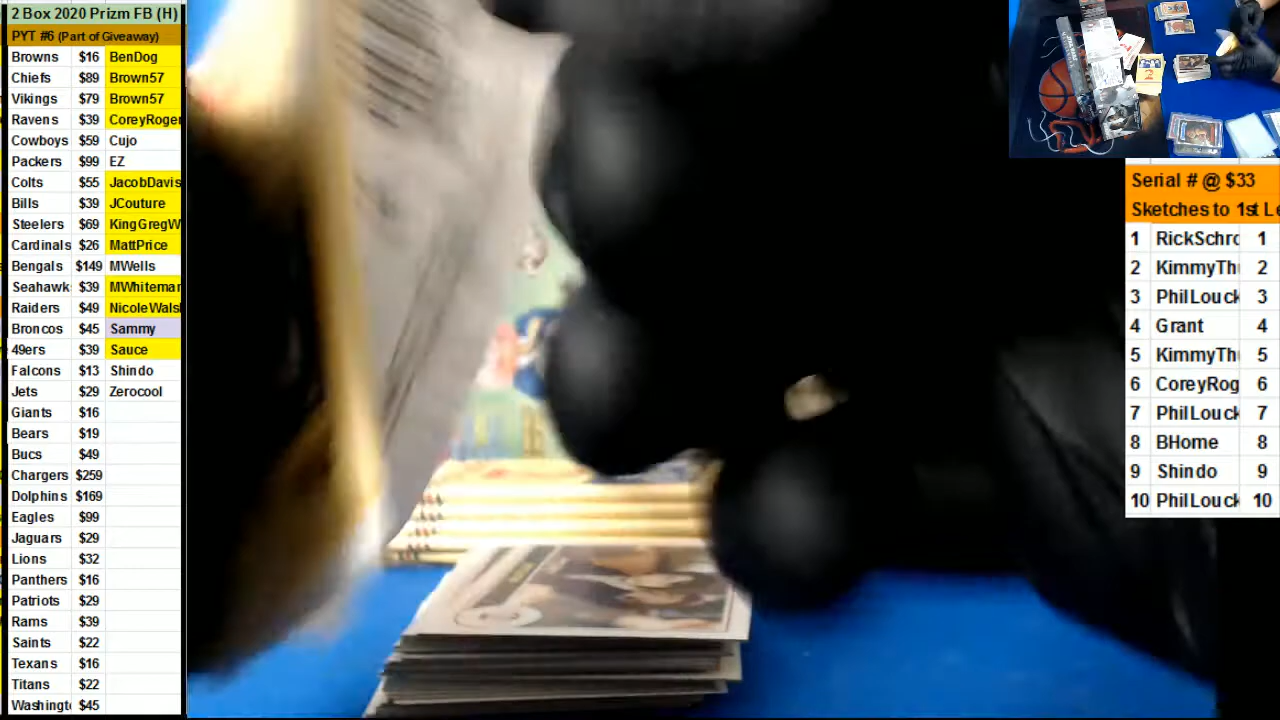 2 Box 2020 Prizm FB (H)
PYT #6 (Part of Giveaway)
Browns $16 BenDog
Chiefs $89 Brown57
Vikings $79 Brown57
Ravens $39 CoreyRoger
Cowboys $59 Cujo
Packers $99 EZ
Colts $55 JacobDavis
Bills $39 JCouture
Steelers $69 KingGregW
Cardinals $26 MattPrice
Bengals $149 MWells
Seahawk $39 MWhiteman
Raiders $49 NicoleWals
Broncos $45 Sammy
49ers $39 Sauce
Falcons $13 Shindo
Jets $29 Zerocool
Giants $16
Bears $19
Bucs $49
Chargers $259
Dolphins $169
Eagles $99
Jaguars $29
Lions $32
Panthers $16
Patriots $29
Rams $39
Saints $22
Texans $16
Titans $22
Washingt $45
Serial # @ $33
Sketches to 1st Le
1 RickSchro 1
2 KimmyTh 2
3 PhilLouck 3
4 Grant 4
5 KimmyTh 5
6 CoreyRog 6
7 PhilLouck 7
8 BHome 8
9 Shindo 9
10 PhilLouck 10